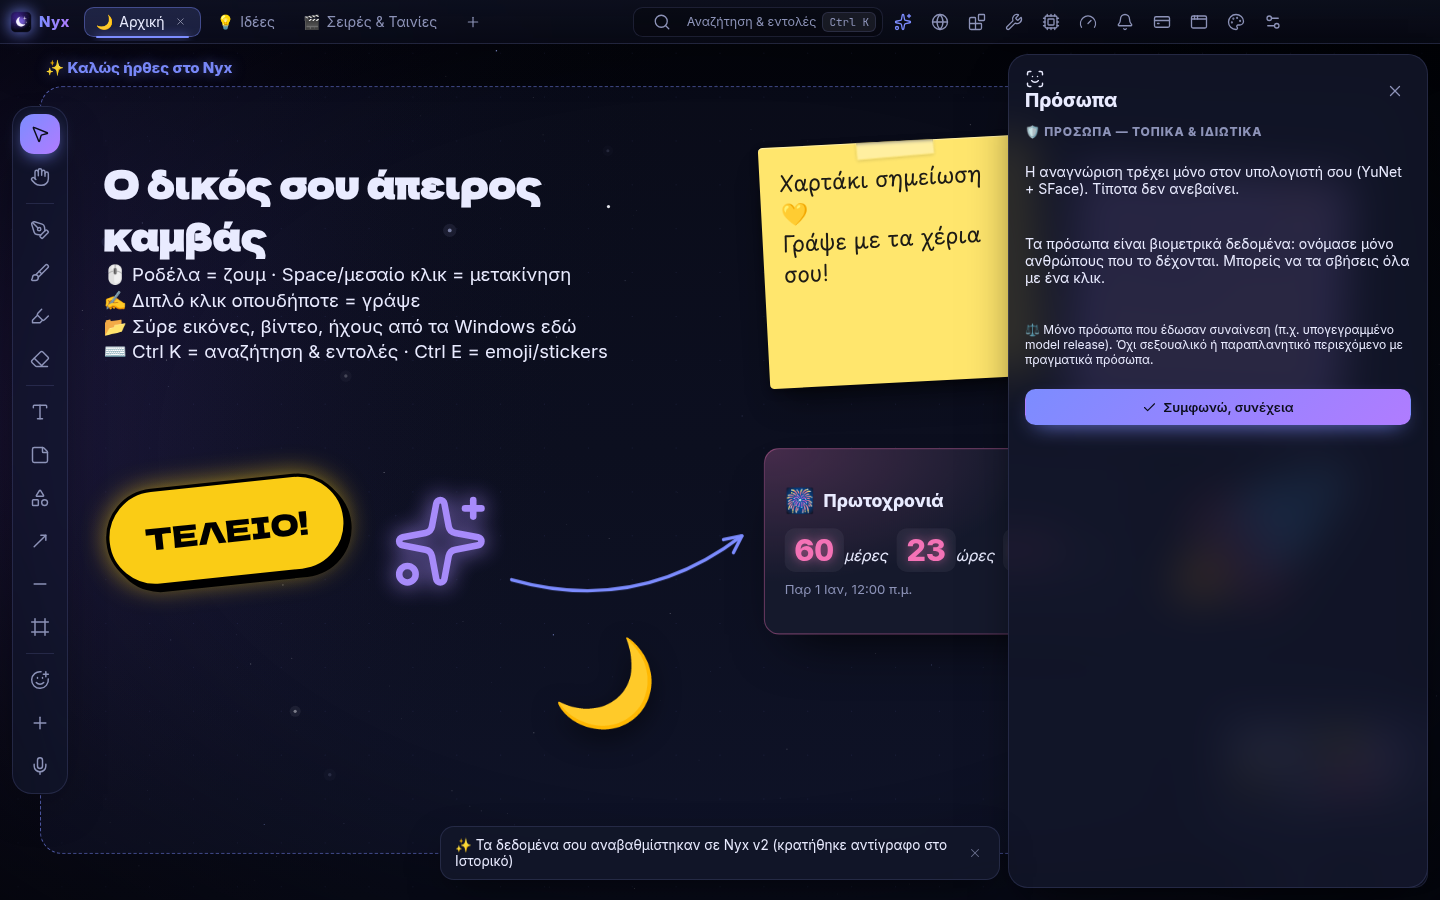 Nyx
Αρχική
Ιδέες
Σειρές & Ταινίες
Αναζήτηση & εντολές
Ctrl K
✨ Καλώς ήρθες στο Nyx
Ο δικός σου άπειρος
καμβάς
🖱️ Ροδέλα = ζουμ · Space/μεσαίο κλικ = μετακίνηση
✍️ Διπλό κλικ οπουδήποτε = γράψε
📂 Σύρε εικόνες, βίντεο, ήχους από τα Windows εδώ
⌨️ Ctrl K = αναζήτηση & εντολές · Ctrl E = emoji/stickers
Χαρτάκι σημείωση
💛
Γράψε με τα χέρια
σου!
ΤΕΛΕΙΟ!
🎆 Πρωτοχρονιά
60 μέρες 23 ώρες
Παρ 1 Ιαν, 12:00 π.μ.
✨ Τα δεδομένα σου αναβαθμίστηκαν σε Nyx v2 (κρατήθηκε αντίγραφο στο
Ιστορικό)
Πρόσωπα
🛡️ ΠΡΟΣΩΠΑ — ΤΟΠΙΚΑ & ΙΔΙΩΤΙΚΑ
Η αναγνώριση τρέχει μόνο στον υπολογιστή σου (YuNet
+ SFace). Τίποτα δεν ανεβαίνει.
Τα πρόσωπα είναι βιομετρικά δεδομένα: ονόμασε μόνο
ανθρώπους που το δέχονται. Μπορείς να τα σβήσεις όλα
με ένα κλικ.
⚖️ Μόνο πρόσωπα που έδωσαν συναίνεση (π.χ. υπογεγραμμένο
model release). Όχι σεξουαλικό ή παραπλανητικό περιεχόμενο με
πραγματικά πρόσωπα.
Συμφωνώ, συνέχεια